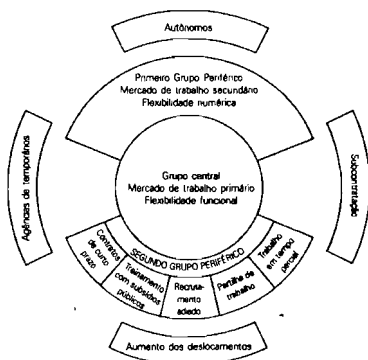 Autônomos
Primeiro Grupo Periférico
Mercado de trabalho secundário
Flexibilidade numérica
Agências de temporários
Subcontratação
Grupo central
Mercado de trabalho primário
Flexibilidade funcional
SEGUNDO GRUPO PERIFÉRICO
Contratos
de curto
prazo
Treinamento
com subsídios
públicos
Recruta-
mento
adiado
Partilha de
trabalho
Trabalho
em tempo
parcial
Aumento dos deslocamentos